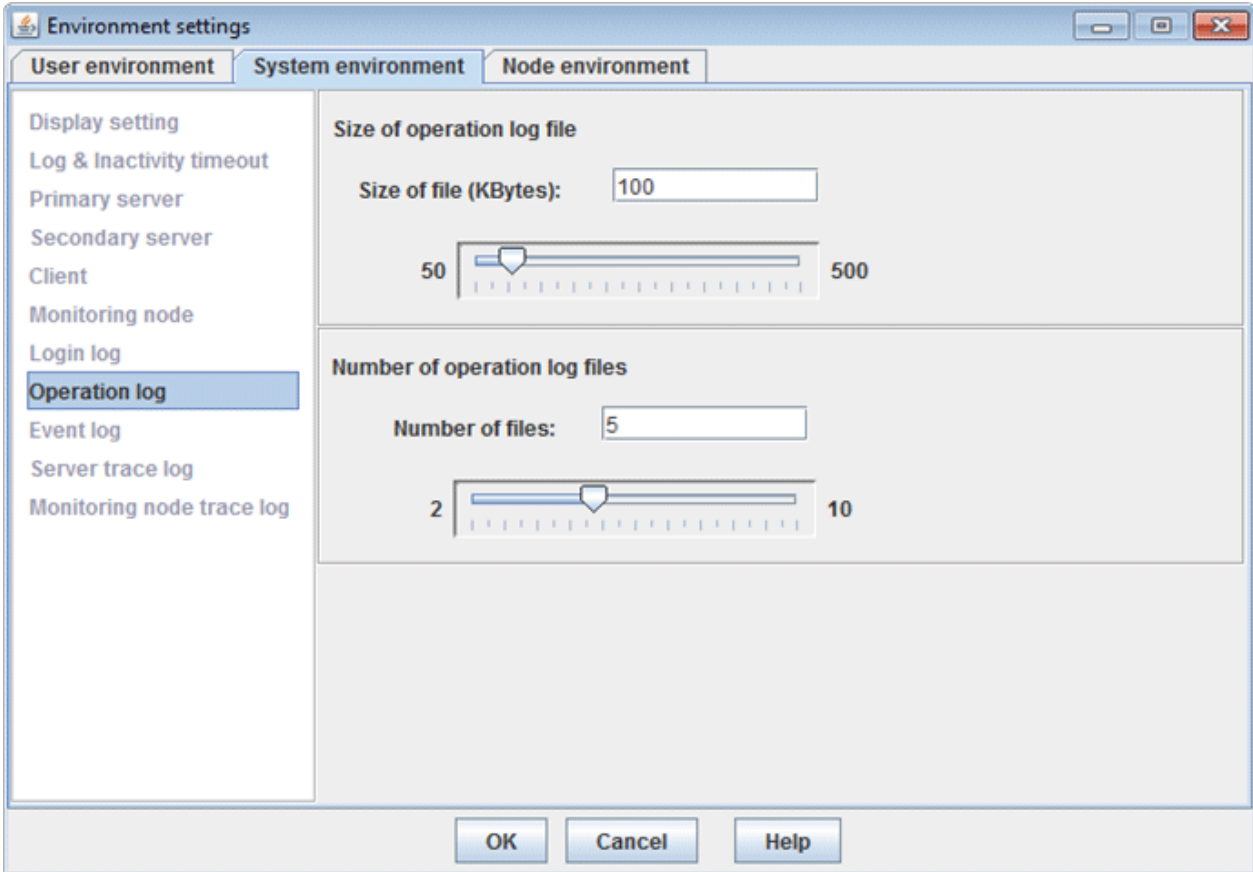 Environment settings
User environment System environment Node environment
Display setting
Log & Inactivity timeout
Primary server
Secondary server
Client
Monitoring node
Login log
Operation log
Event log
Server trace log
Monitoring node trace log
Size of operation log file
Size of file (KBytes): 100
50 500
Number of operation log files
Number of files: 5
2 10
OK Cancel Help